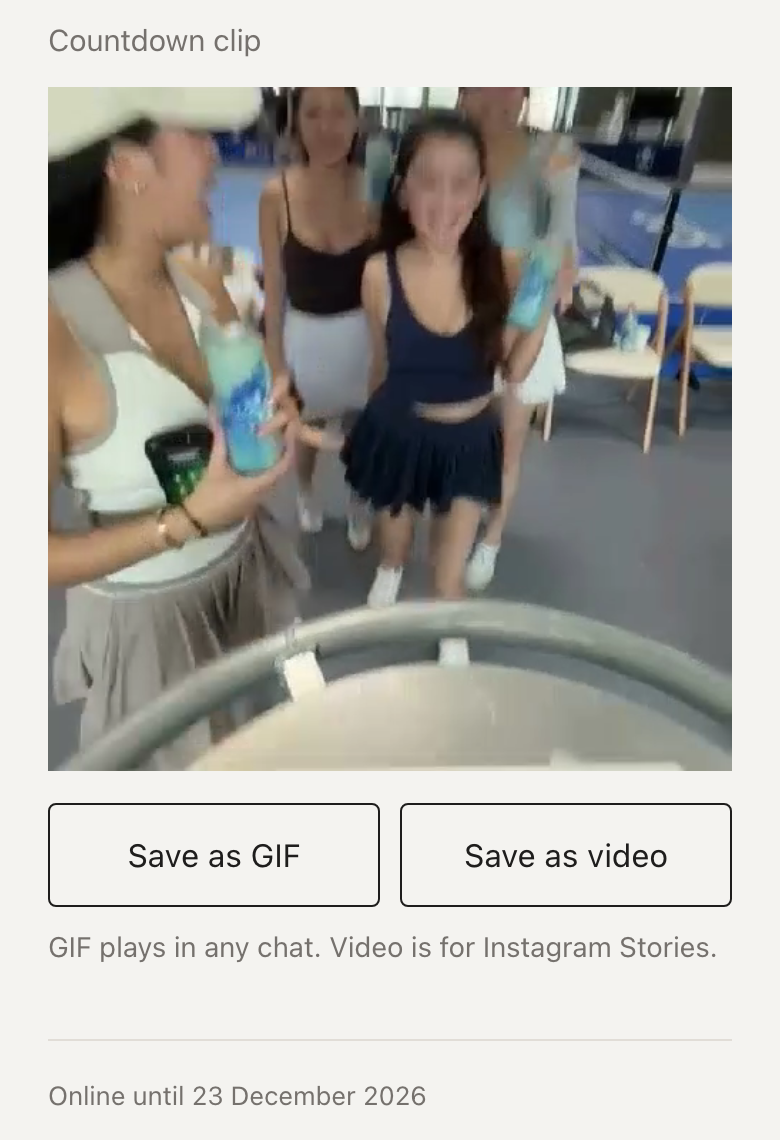 Countdown clip
Save as GIF
Save as video
GIF plays in any chat. Video is for Instagram Stories.
Online until 23 December 2026